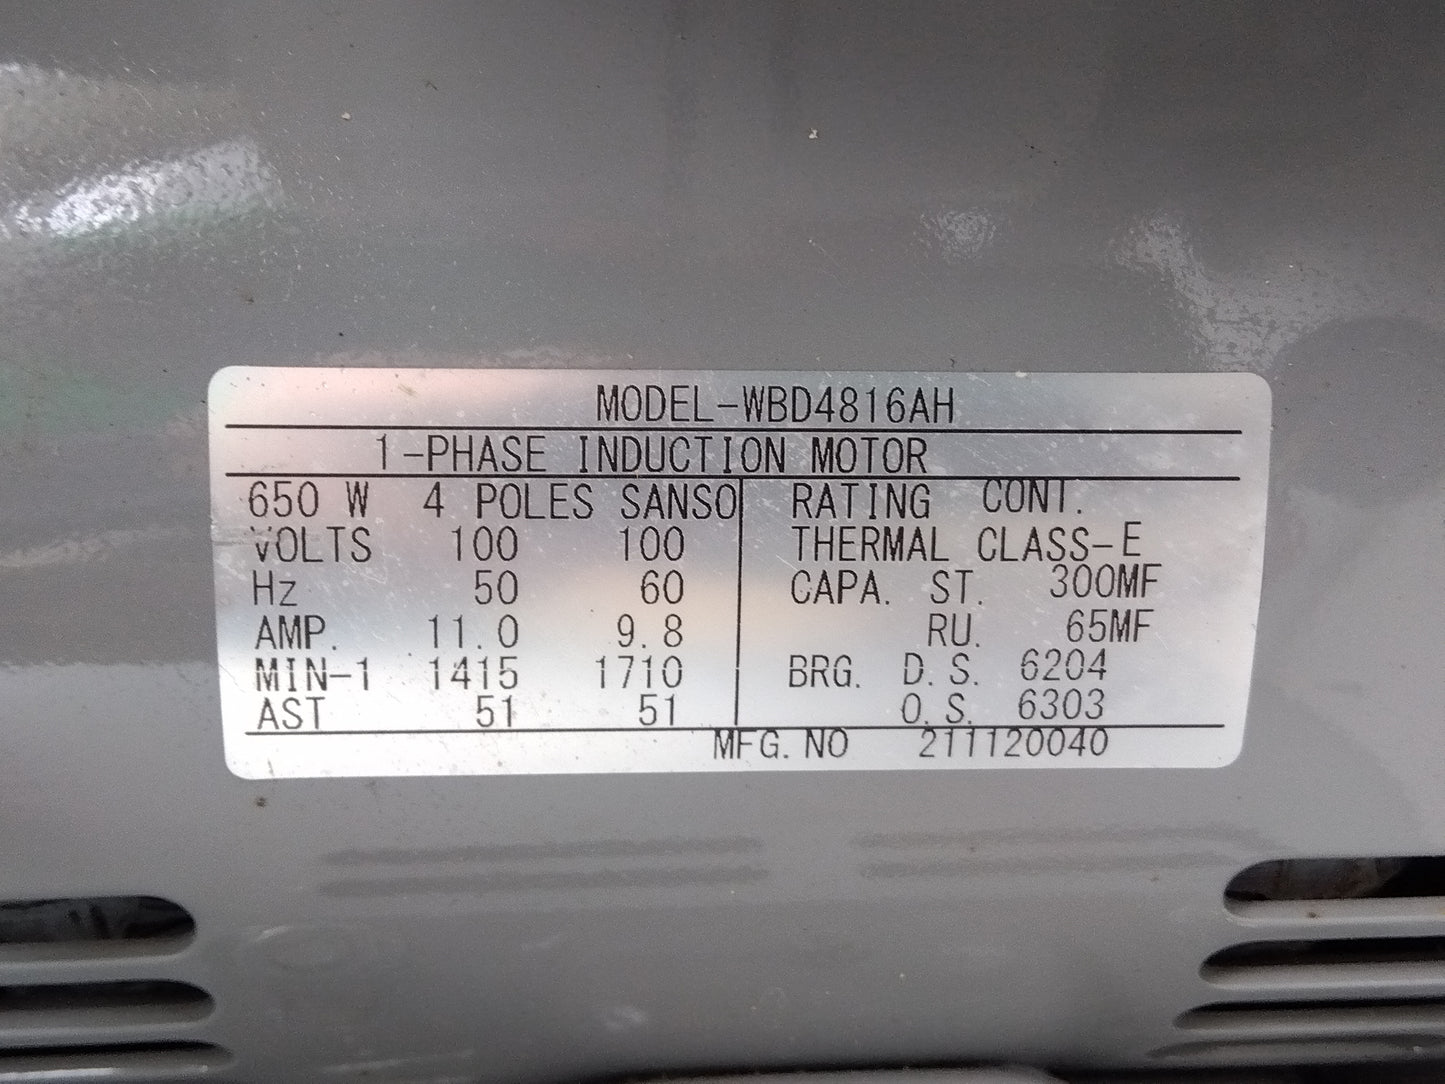 MODEL-WBD4816AH
1-PHASE INDUCTION MOTOR
650 W 4 POLES SANSO
VOLTS 100 100
Hz 50 60
AMP. 11.0 9.8
MIN-1 1415 1710
AST 51 51
RATING CONT.
THERMAL CLASS-E
CAPA. ST. 300MF
RU. 65MF
BRG. D.S. 6204
O.S. 6303
MFG.NO 211120040